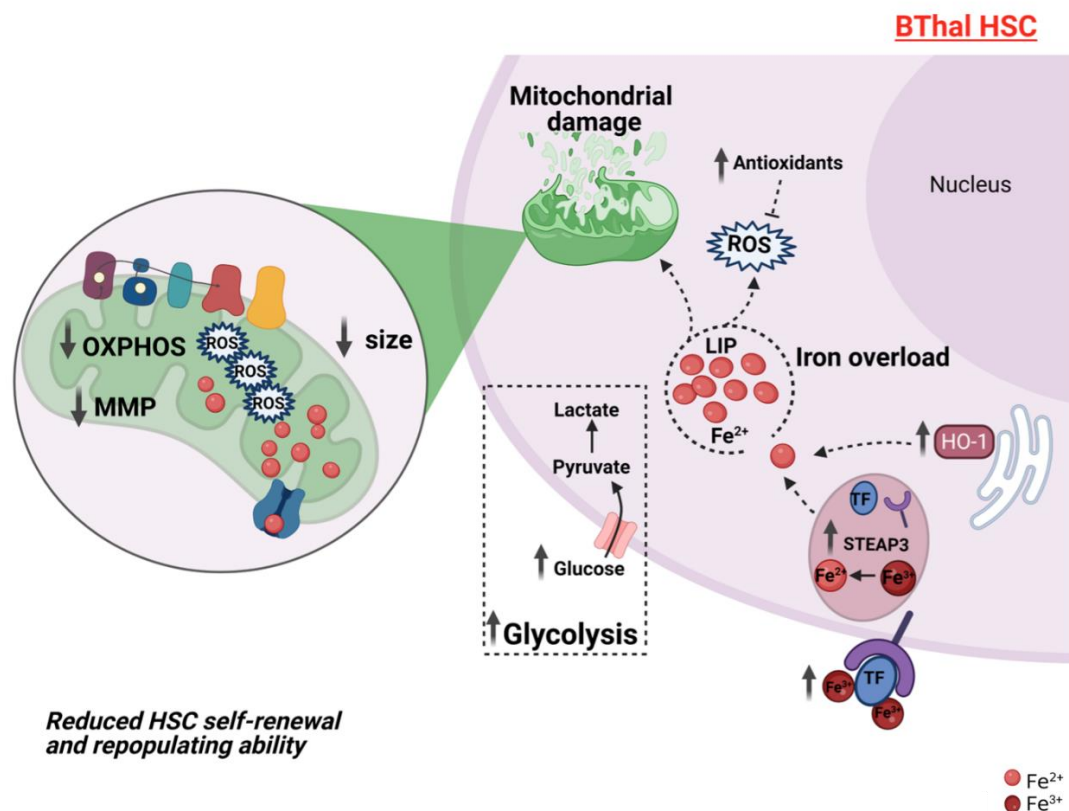 BThal HSC
Mitochondrial
damage
Antioxidants
Nucleus
ROS
OXPHOS
MMP
size
ROS
ROS
ROS
LIP
Fe²⁺
Iron overload
HO-1
Lactate
Pyruvate
Glucose
Glycolysis
TF
STEAP3
Fe²⁺
Fe³⁺
Fe³⁺
TF
Fe³⁺
Reduced HSC self-renewal
and repopulating ability
Fe²⁺
Fe³⁺